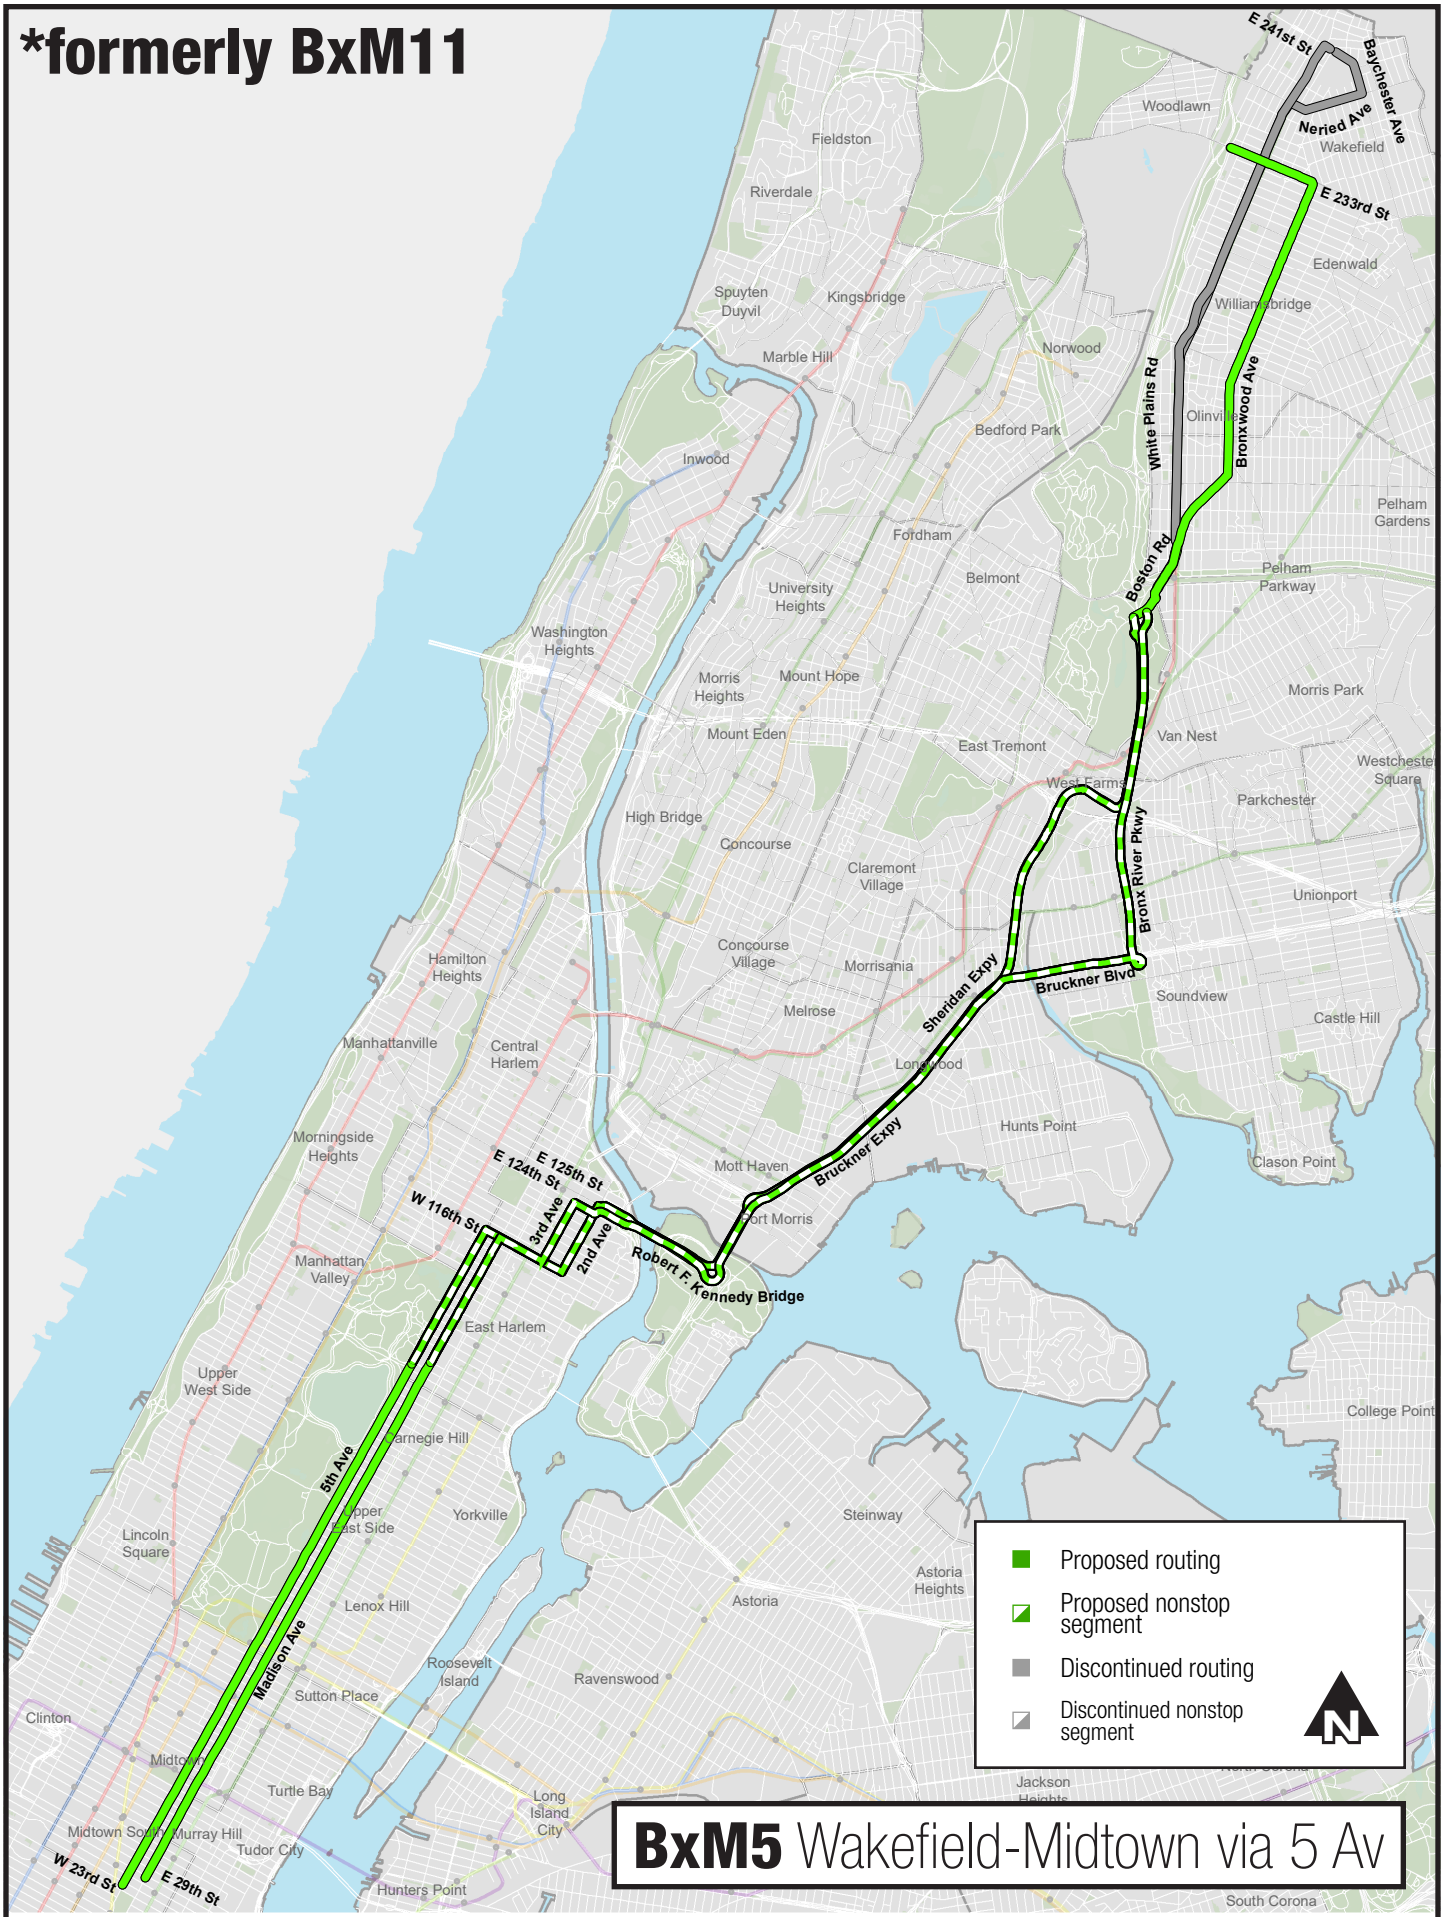 *formerly BxM11
E 241st St
Baychester Ave
Woodlawn
Neried Ave
Wakefield
Fieldston
Riverdale
E 233rd St
Edenwald
Spuyten
Duyvil
Kingsbridge
Williamsbridge
Norwood
Marble Hill
White Plains Rd
Bronxwood Ave
Olinville
Bedford Park
Inwood
Pelham
Gardens
Fordham
Boston Rd
Belmont
Pelham
Parkway
University
Heights
Washington
Heights
Morris
Heights
Mount Hope
Morris Park
Mount Eden
Van Nest
East Tremont
Westchester
Square
West Farms
Parkchester
High Bridge
Concourse
Bronx River Pkwy
Claremont
Village
Unionport
Concourse
Village
Hamilton
Heights
Morrisania
Sheridan Expy
Bruckner Blvd
Soundview
Melrose
Castle Hill
Manhattanville
Central
Harlem
Longwood
Hunts Point
Morningside
Heights
Bruckner Expy
E 125th St
E 124th St
Mott Haven
Clason Point
W 116th St
3rd Ave
2nd Ave
Port Morris
Manhattan
Valley
Robert F. Kennedy Bridge
East Harlem
Upper
West Side
College Point
Carnegie Hill
5th Ave
Upper
East Side
Yorkville
Steinway
Lincoln
Square
Proposed routing
Proposed nonstop
segment
Discontinued routing
Discontinued nonstop
segment
N
Astoria
Heights
Astoria
Lenox Hill
Madison Ave
Roosevelt
Island
Ravenswood
Sutton Place
Clinton
Midtown
North Corona
Turtle Bay
Jackson
Heights
Long
Island
City
Midtown South
Murray Hill
Tudor City
BxM5 Wakefield-Midtown via 5 Av
W 23rd St
E 29th St
Hunters Point
South Corona